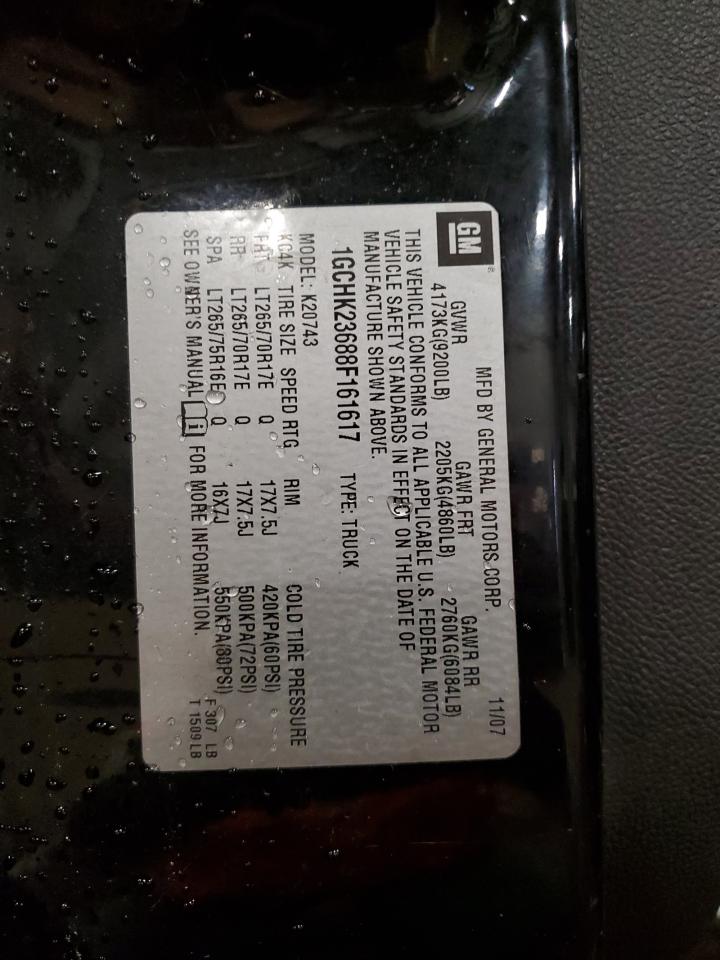 GM®
MFD BY GENERAL MOTORS CORP. 11/07
GVWR GAWR FRT GAWR RR
4173KG(9200LB) 2205KG(4860LB) 2760KG(6084LB)
THIS VEHICLE CONFORMS TO ALL APPLICABLE U.S. FEDERAL MOTOR
VEHICLE SAFETY STANDARDS IN EFFECT ON THE DATE OF
MANUFACTURE SHOWN ABOVE.
1GCHK23688F161617 TYPE: TRUCK
MODEL: K20743
KC4K TIRE SIZE SPEED RTG RIM COLD TIRE PRESSURE
FRT LT265/70R17E Q 17X7.5J 420KPA(60PSI)
RR LT265/70R17E Q 17X7.5J 500KPA(72PSI)
SPA LT265/75R16E Q 16X7J 550KPA(80PSI) F 307 LB
SEE OWNER'S MANUAL i FOR MORE INFORMATION. T 1509 LB